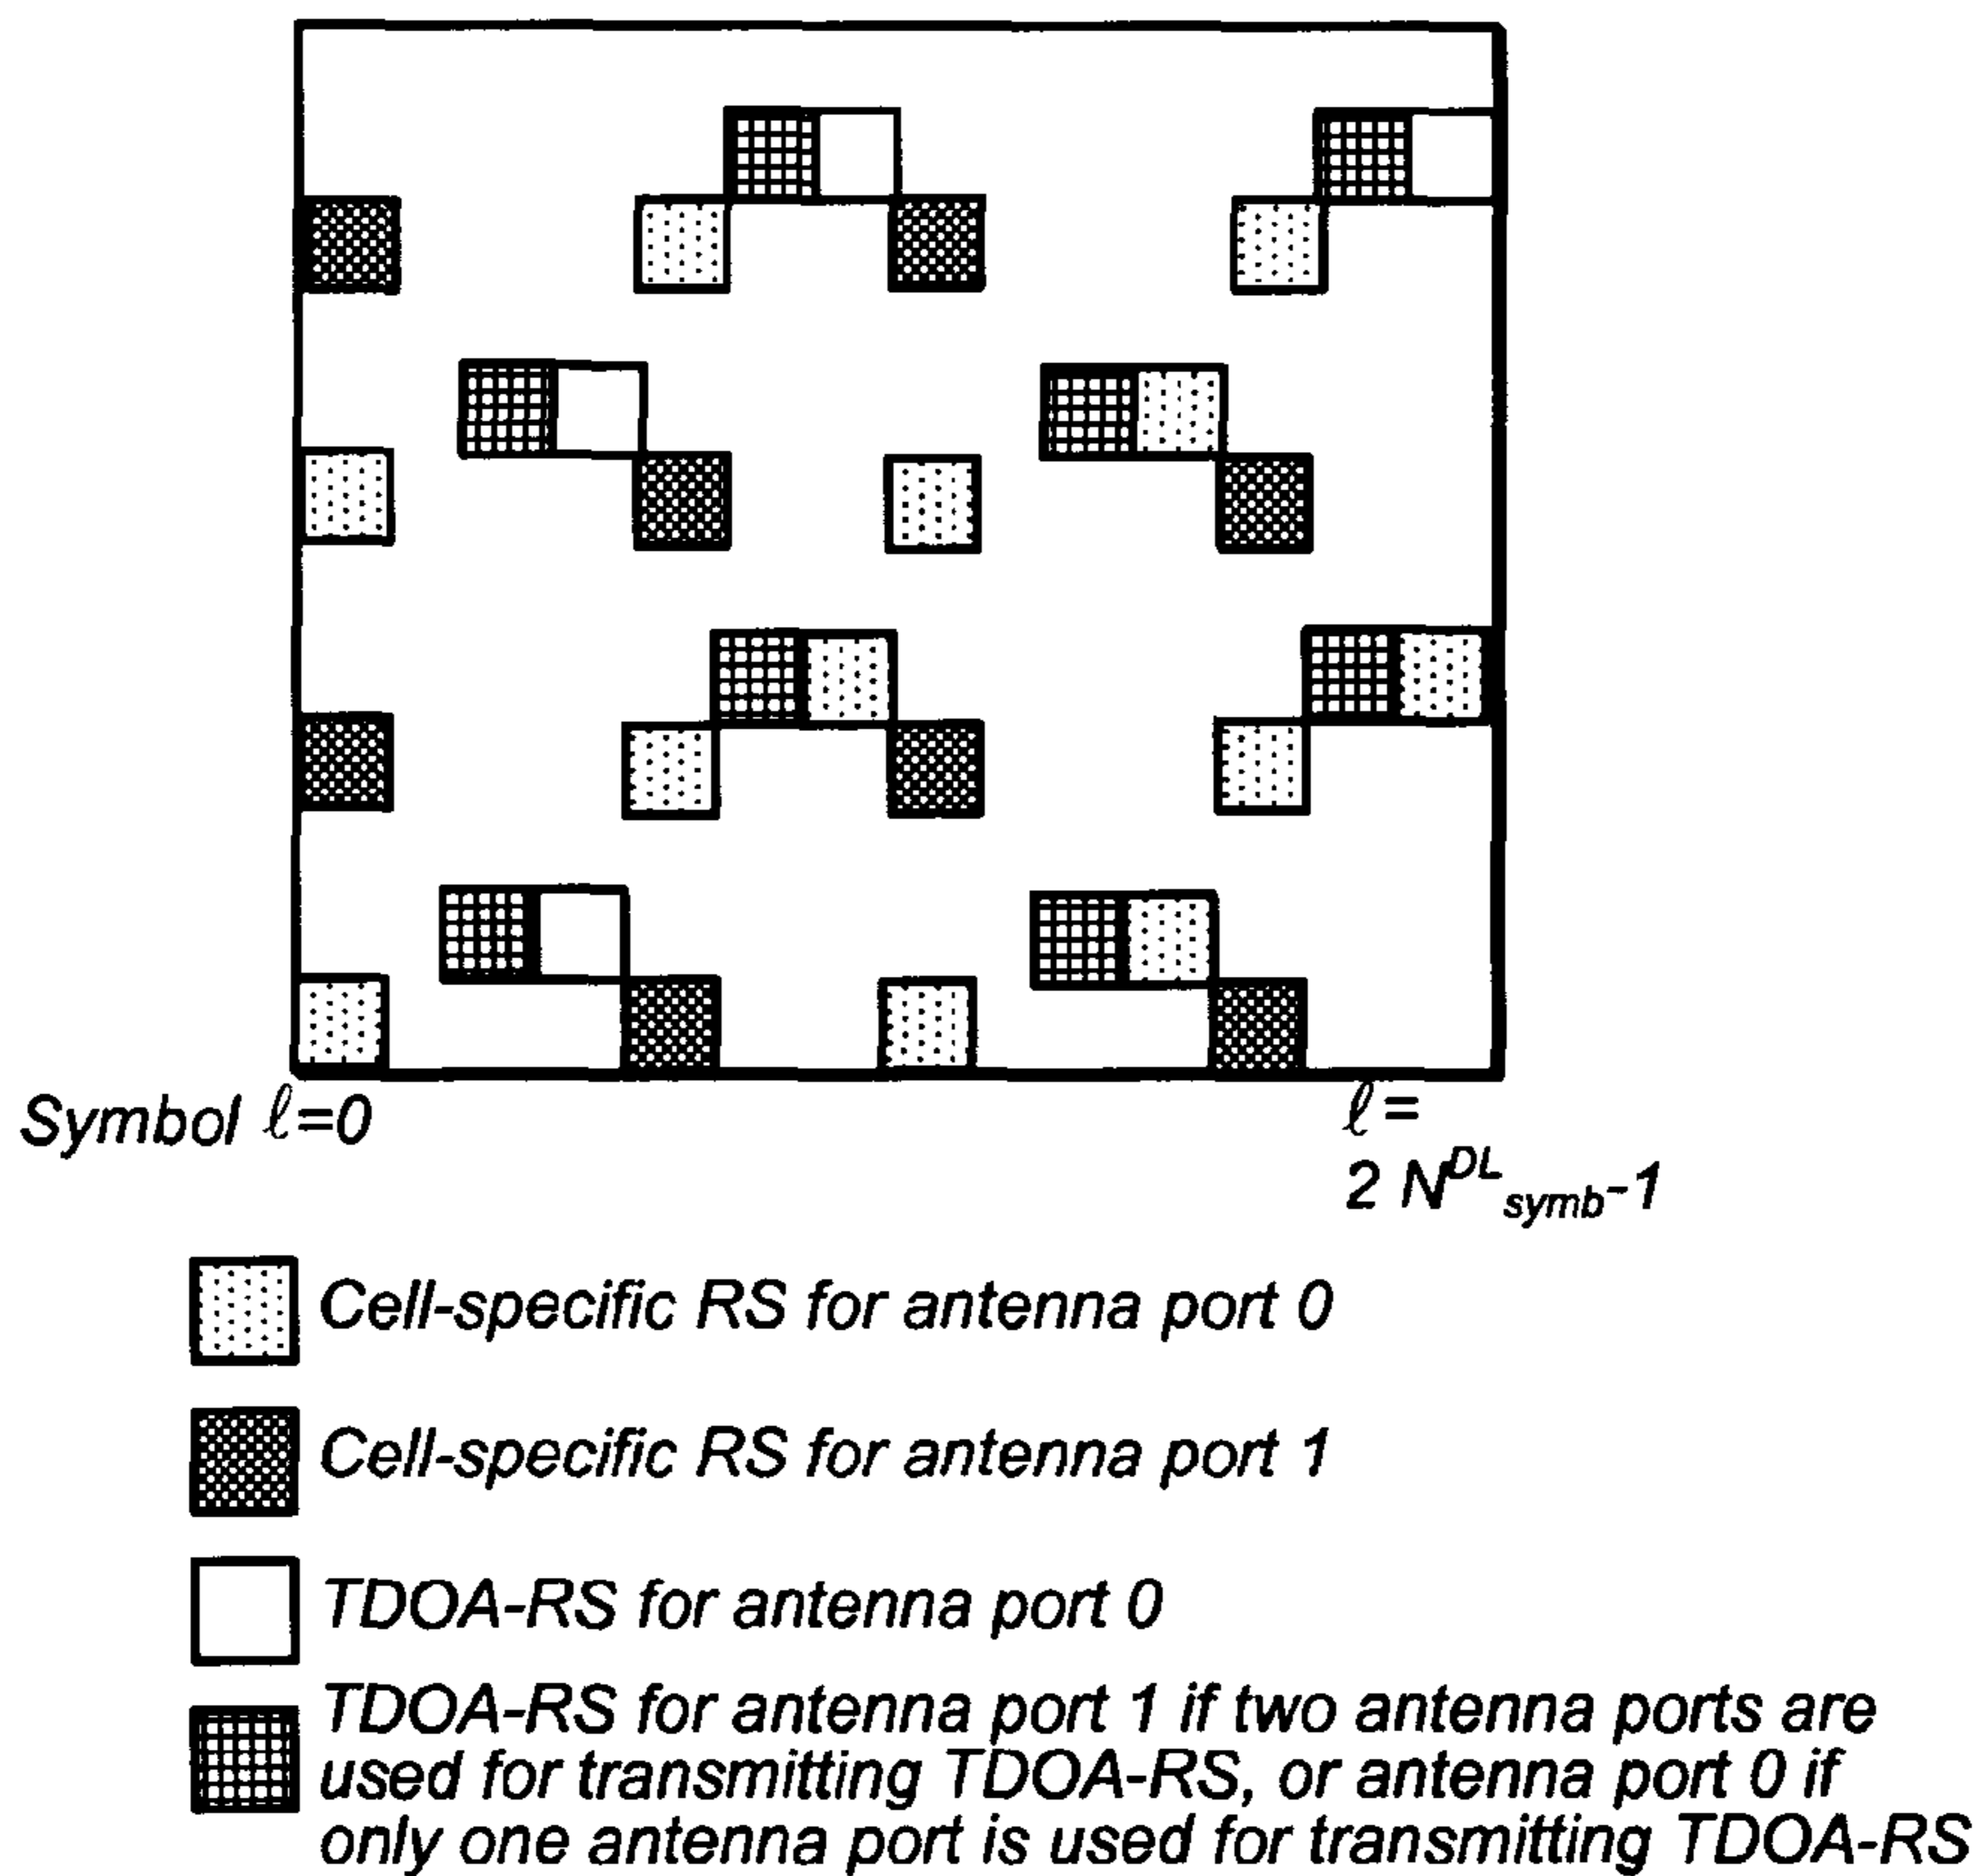 Symbol ℓ=0
ℓ=
2 N^DL_symb-1
Cell-specific RS for antenna port 0
Cell-specific RS for antenna port 1
TDOA-RS for antenna port 0
TDOA-RS for antenna port 1 if two antenna ports are
used for transmitting TDOA-RS, or antenna port 0 if
only one antenna port is used for transmitting TDOA-RS